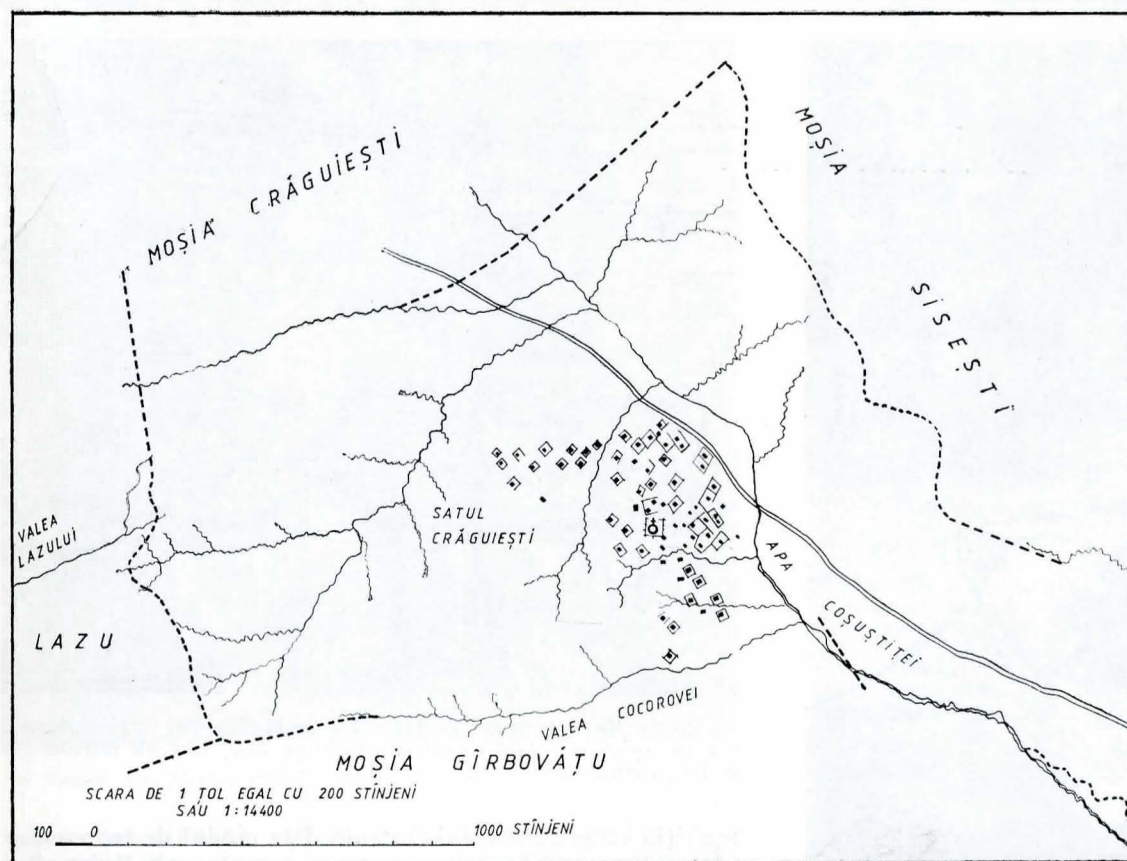 MOȘIA CRĂGUIEȘTI
MOȘIA
SIȘEȘTI
VALEA
LAZULUI
SATUL
CRĂGUIEȘTI
APA
COȘUȘTIȚEI
LAZU
VALEA COCOROVEI
MOȘIA GÎRBOVĂȚU
SCARA DE 1 ȚOL EGAL CU 200 STÎNJENI
SAU 1:14400
100 0 1000 STÎNJENI